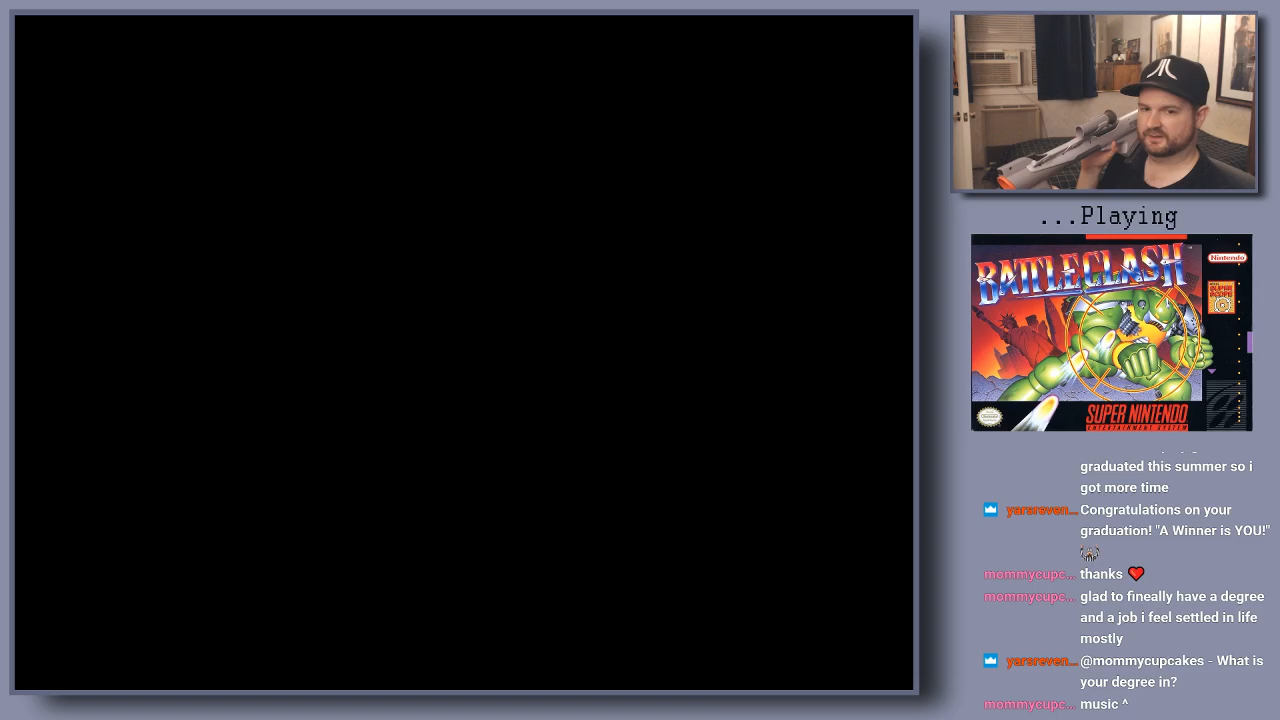 ...Playing
BATTLECLASH
Nintendo
SUPER SCOPE
SUPER NINTENDO
ENTERTAINMENT SYSTEM
graduated this summer so i
got more time
yarsreven... Congratulations on your
graduation! "A Winner is YOU!"
mommycupc... thanks
mommycupc... glad to fineally have a degree
and a job i feel settled in life
mostly
yarsreven... @mommycupcakes - What is
your degree in?
mommycupc... music ^